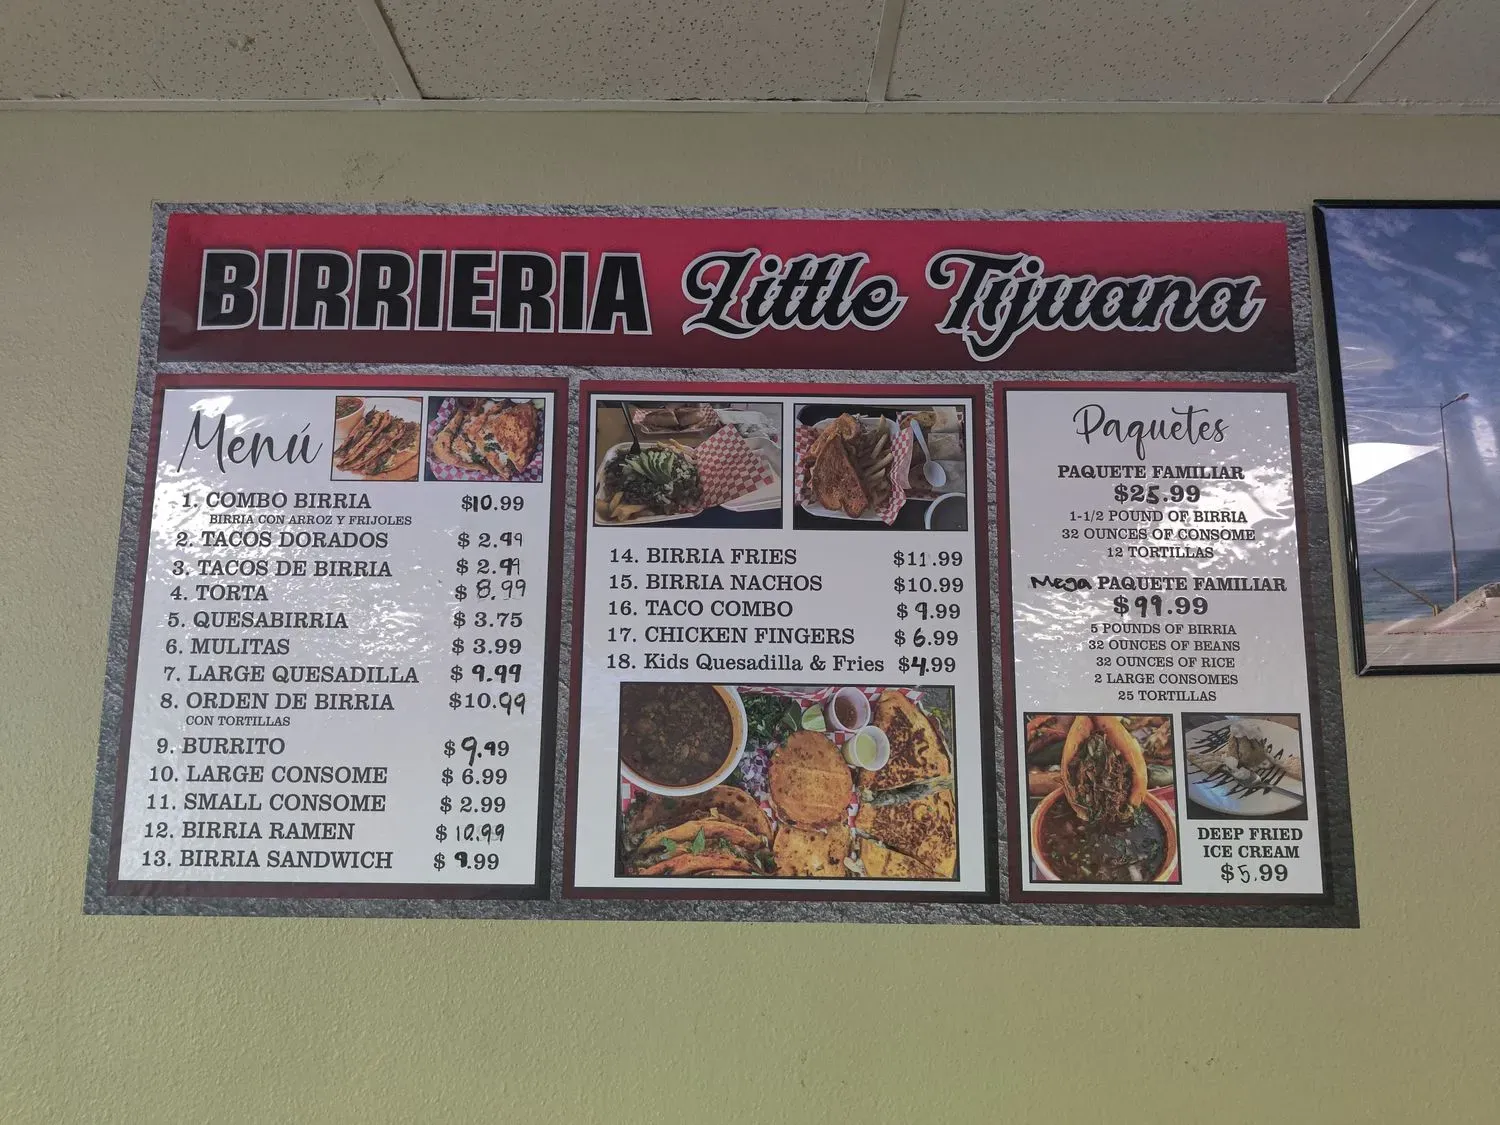 BIRRIERIA Little Tijuana
Menú
1. COMBO BIRRIA $10.99
BIRRIA CON ARROZ Y FRIJOLES
2. TACOS DORADOS $ 2.99
3. TACOS DE BIRRIA $ 2.99
4. TORTA $ 8.99
5. QUESABIRRIA $ 3.75
6. MULITAS $ 3.99
7. LARGE QUESADILLA $ 9.99
8. ORDEN DE BIRRIA $10.99
CON TORTILLAS
9. BURRITO $ 9.99
10. LARGE CONSOME $ 6.99
11. SMALL CONSOME $ 2.99
12. BIRRIA RAMEN $ 12.99
13. BIRRIA SANDWICH $ 9.99
14. BIRRIA FRIES $11.99
15. BIRRIA NACHOS $10.99
16. TACO COMBO $ 9.99
17. CHICKEN FINGERS $ 6.99
18. Kids Quesadilla & Fries $4.99
Paquetes
PAQUETE FAMILIAR
$25.99
1-1/2 POUND OF BIRRIA
32 OUNCES OF CONSOME
12 TORTILLAS
Mega PAQUETE FAMILIAR
$99.99
5 POUNDS OF BIRRIA
32 OUNCES OF BEANS
32 OUNCES OF RICE
2 LARGE CONSOMES
25 TORTILLAS
DEEP FRIED
ICE CREAM
$5.99